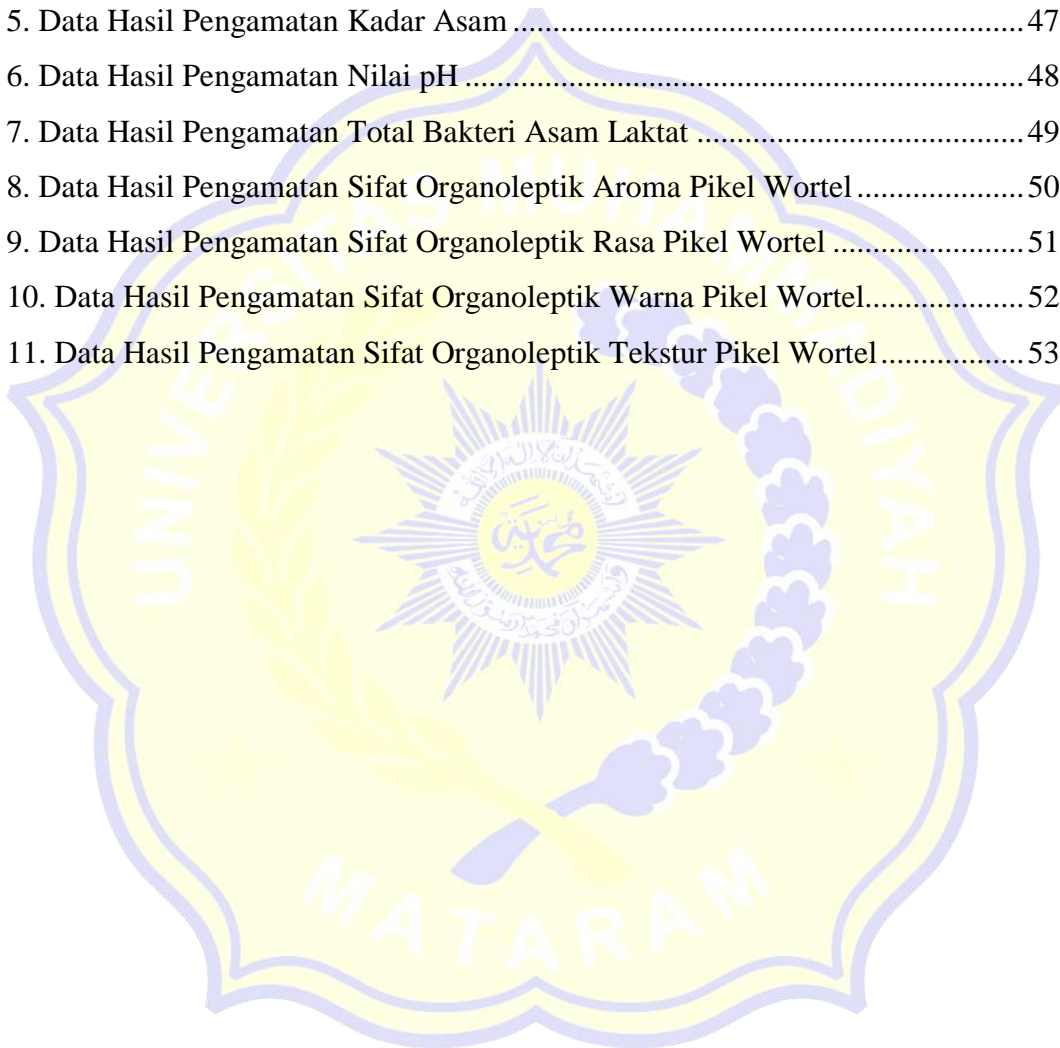 5. Data Hasil Pengamatan Kadar Asam ................................................................ 47
6. Data Hasil Pengamatan Nilai pH ...................................................................... 48
7. Data Hasil Pengamatan Total Bakteri Asam Laktat ......................................... 49
8. Data Hasil Pengamatan Sifat Organoleptik Aroma Pikel Wortel ..................... 50
9. Data Hasil Pengamatan Sifat Organoleptik Rasa Pikel Wortel ........................ 51
10. Data Hasil Pengamatan Sifat Organoleptik Warna Pikel Wortel.................... 52
11. Data Hasil Pengamatan Sifat Organoleptik Tekstur Pikel Wortel .................. 53
UNIVERSITAS MUHAMMADIYAH
MATARAM